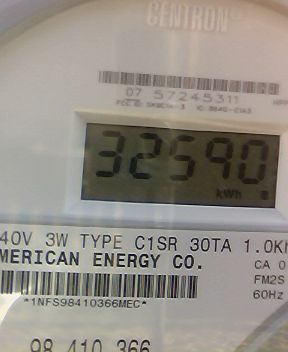 CENTRON
07 57245311
32590
kWh
40V 3W TYPE C1SR 30TA 1.0K
MERICAN ENERGY CO.
CA 0
FM2S
60Hz
*1NFS98410366MEC*
98 410 366